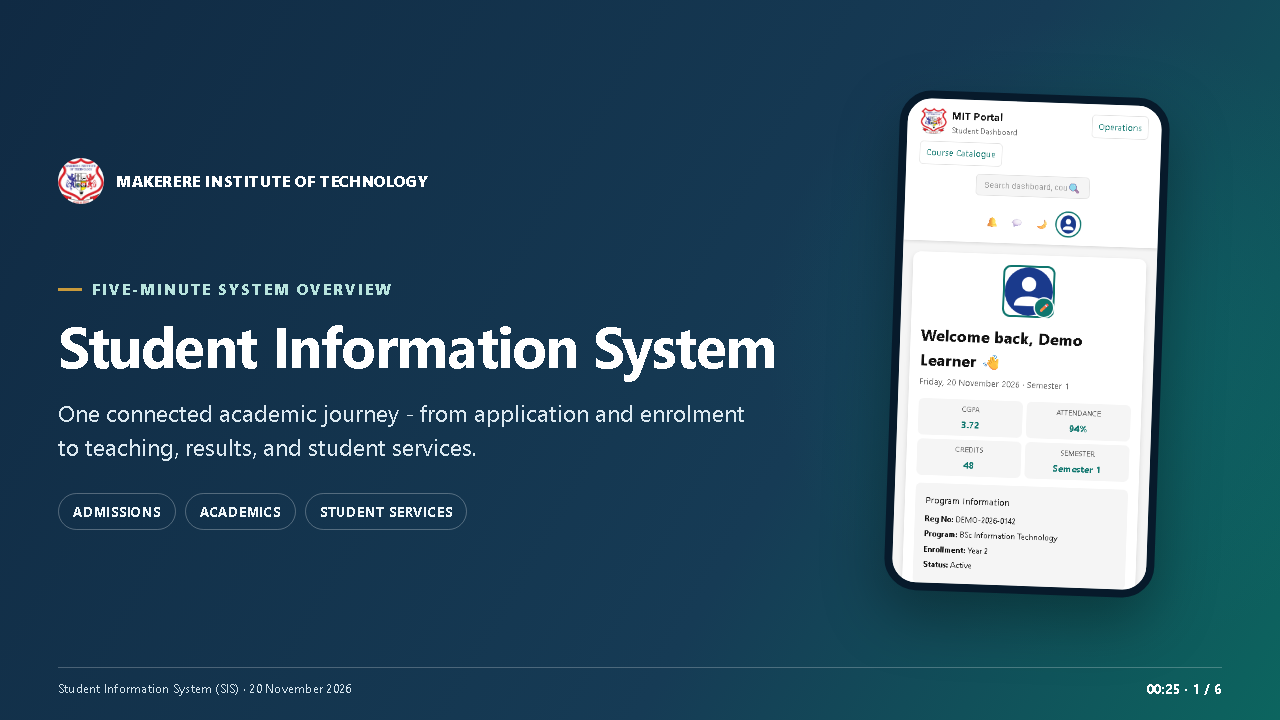 MAKERERE INSTITUTE OF TECHNOLOGY
FIVE-MINUTE SYSTEM OVERVIEW
Student Information System
One connected academic journey - from application and enrolment
to teaching, results, and student services.
ADMISSIONS
ACADEMICS
STUDENT SERVICES
MIT Portal
Student Dashboard
Operations
Course Catalogue
Search dashboard, cou
Welcome back, Demo
Learner 👋
Friday, 20 November 2026 · Semester 1
CGPA
3.72
ATTENDANCE
94%
CREDITS
48
SEMESTER
Semester 1
Program Information
Reg No: DEMO-2026-0142
Program: BSc Information Technology
Enrollment: Year 2
Status: Active
Student Information System (SIS) · 20 November 2026
00:25 · 1 / 6